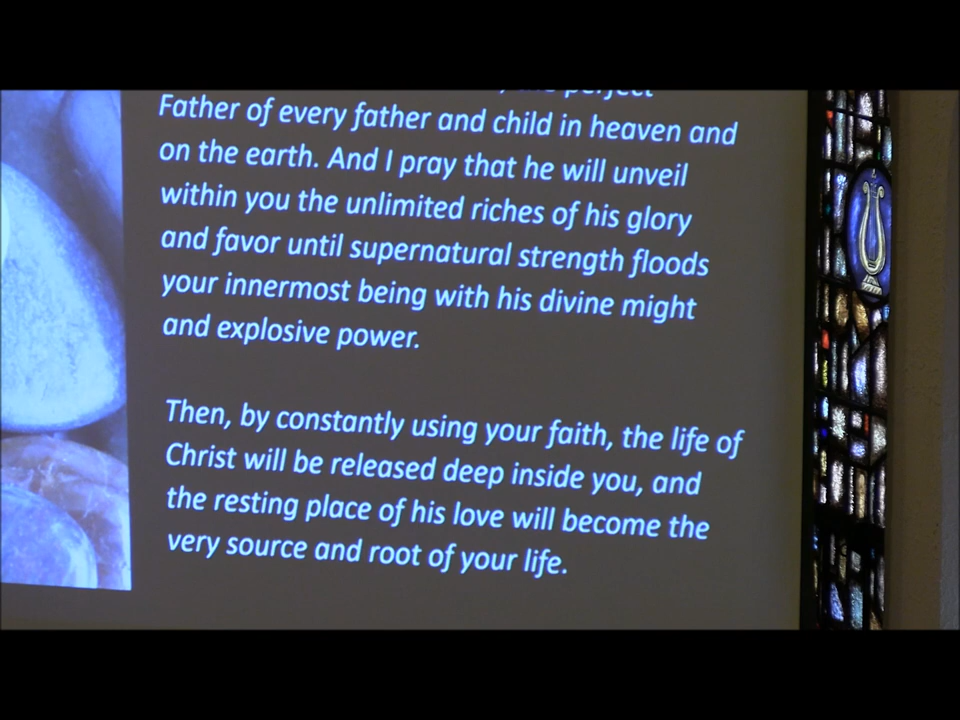 perfect
Father of every father and child in heaven and
on the earth. And I pray that he will unveil
within you the unlimited riches of his glory
and favor until supernatural strength floods
your innermost being with his divine might
and explosive power.
Then, by constantly using your faith, the life of
Christ will be released deep inside you, and
the resting place of his love will become the
very source and root of your life.